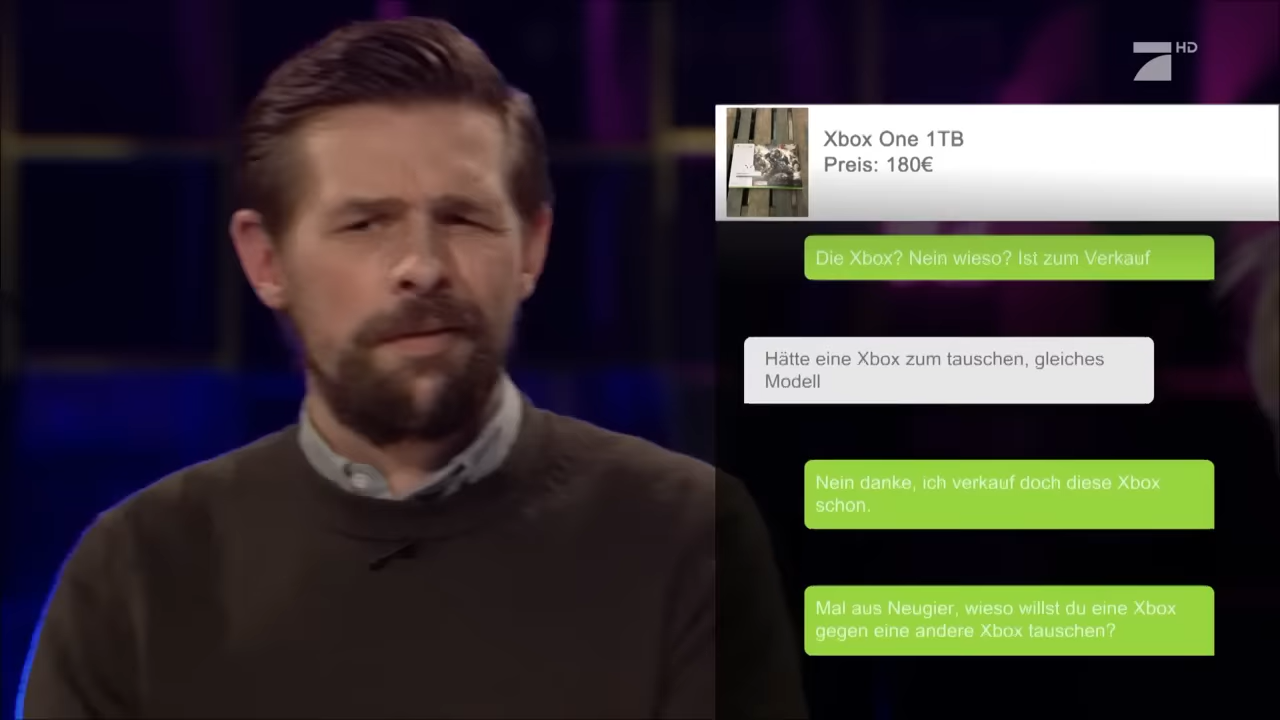 HD
Xbox One 1TB
Preis: 180€
Die Xbox? Nein wieso? Ist zum Verkauf
Hätte eine Xbox zum tauschen, gleiches
Modell
Nein danke, ich verkauf doch diese Xbox
schon.
Mal aus Neugier, wieso willst du eine Xbox
gegen eine andere Xbox tauschen?